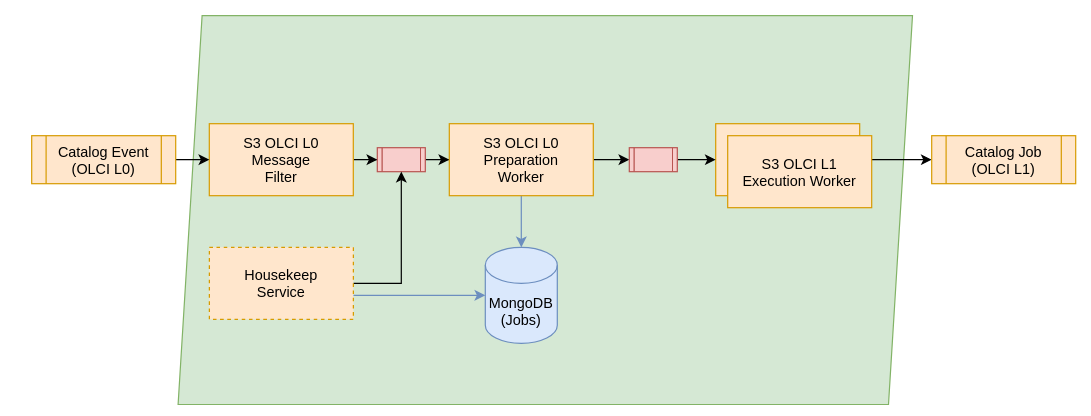 Catalog Event
(OLCI L0)
S3 OLCI L0
Message
Filter
S3 OLCI L0
Preparation
Worker
S3 OLCI L1
Execution Worker
Catalog Job
(OLCI L1)
Housekeep
Service
MongoDB
(Jobs)